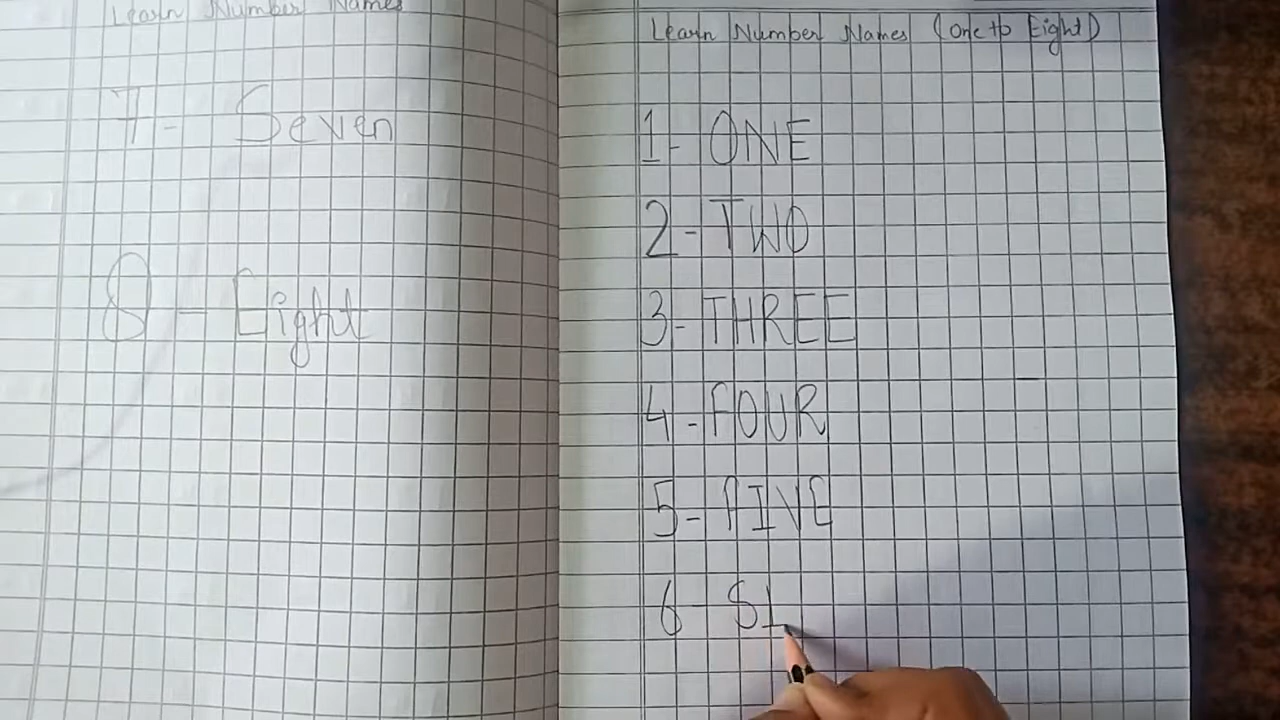 Learn Number Names
7- Seven
8 - Eight
Learn Number Names (One to Eight)
1- ONE
2- TWO
3- THREE
4- FOUR
5- FIVE
6- SI